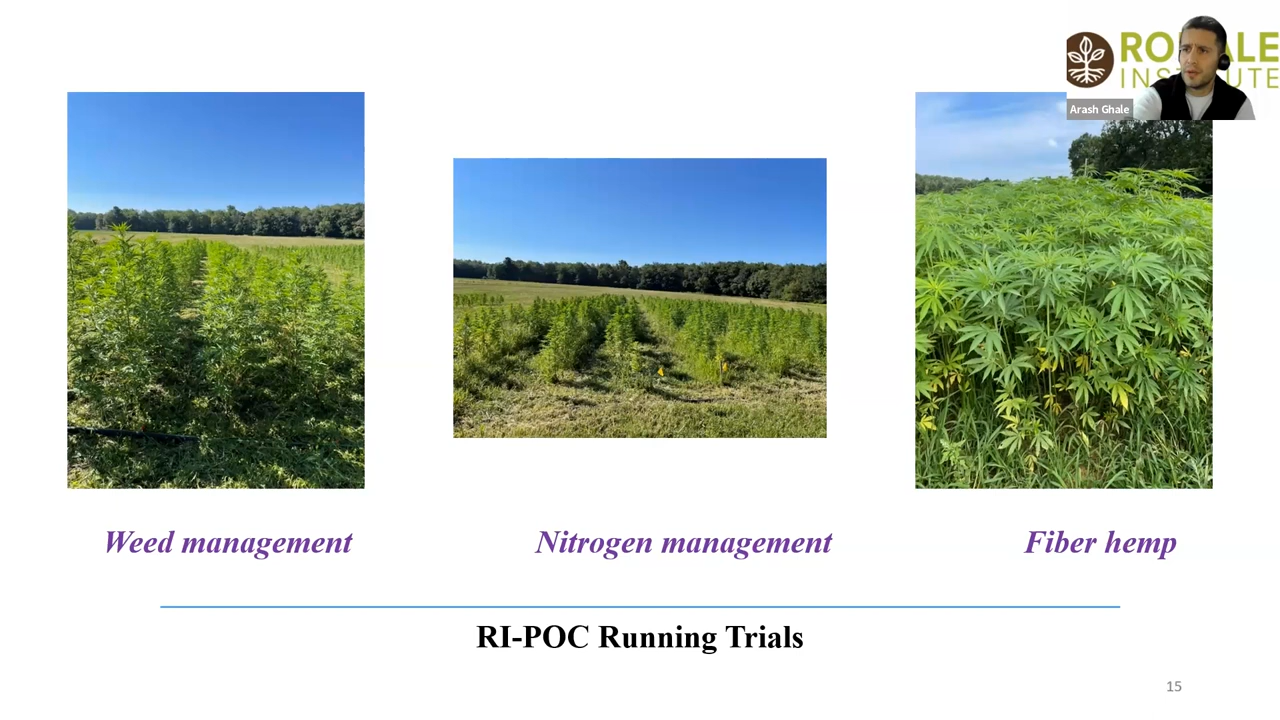 Arash Ghale
Weed management
Nitrogen management
Fiber hemp
RI-POC Running Trials
15